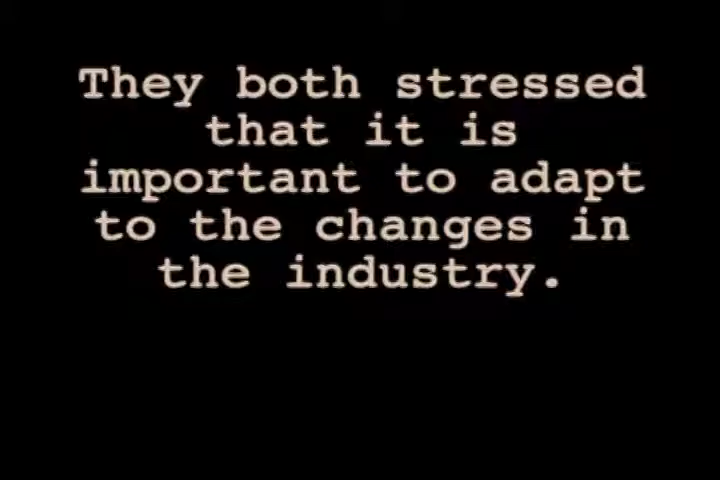 They both stressed
that it is
important to adapt
to the changes in
the industry.